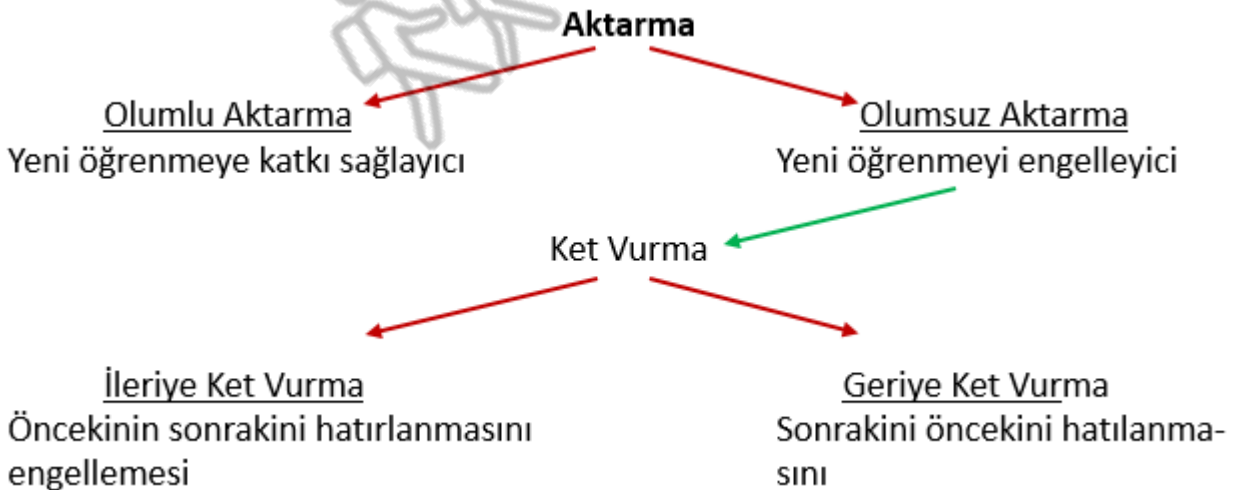 Aktarma
Olumlu Aktarma
Yeni öğrenmeye katkı sağlayıcı
Olumsuz Aktarma
Yeni öğrenmeyi engelleyici
Ket Vurma
İleriye Ket Vurma
Öncekinin sonrakini hatırlanmasını
engellemesi
Geriye Ket Vurma
Sonrakini öncekini hatılanma-
sını